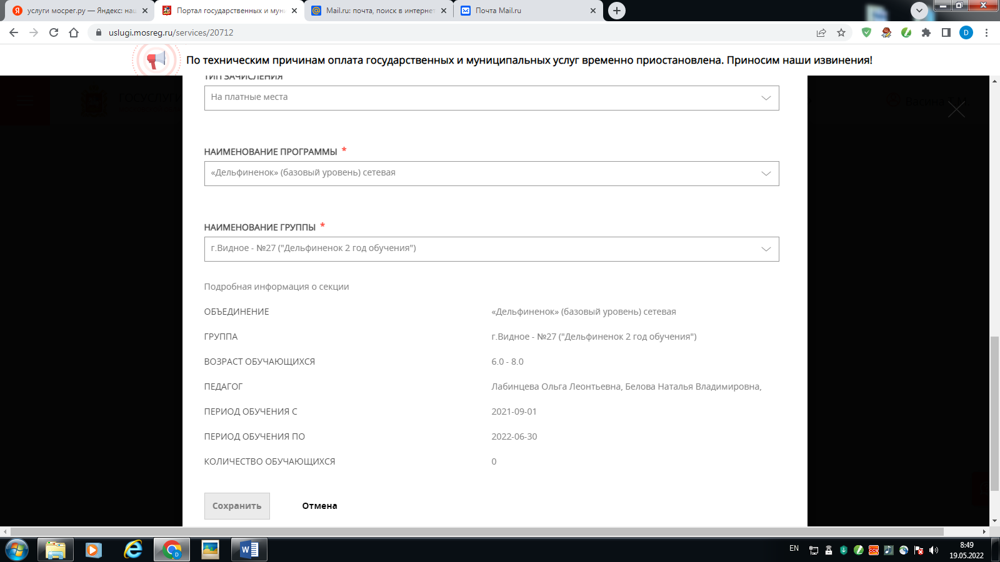 услуги мосрег.ру — Яндекс: наш
Портал государственных и мун
Mail.ru: почта, поиск в интернет
Почта Mail.ru
uslugi.mosreg.ru/services/20712
D
По техническим причинам оплата государственных и муниципальных услуг временно приостановлена. Приносим наши извинения!
ТИП ЗАЧИСЛЕНИЯ
На платные места
НАИМЕНОВАНИЕ ПРОГРАММЫ *
«Дельфиненок» (базовый уровень) сетевая
НАИМЕНОВАНИЕ ГРУППЫ *
г.Видное - №27 ("Дельфиненок 2 год обучения")
Подробная информация о секции
ОБЪЕДИНЕНИЕ «Дельфиненок» (базовый уровень) сетевая
ГРУППА г.Видное - №27 ("Дельфиненок 2 год обучения")
ВОЗРАСТ ОБУЧАЮЩИХСЯ 6.0 - 8.0
ПЕДАГОГ Лабинцева Ольга Леонтьевна, Белова Наталья Владимировна,
ПЕРИОД ОБУЧЕНИЯ С 2021-09-01
ПЕРИОД ОБУЧЕНИЯ ПО 2022-06-30
КОЛИЧЕСТВО ОБУЧАЮЩИХСЯ 0
Сохранить Отмена
EN
8:49
19.05.2022